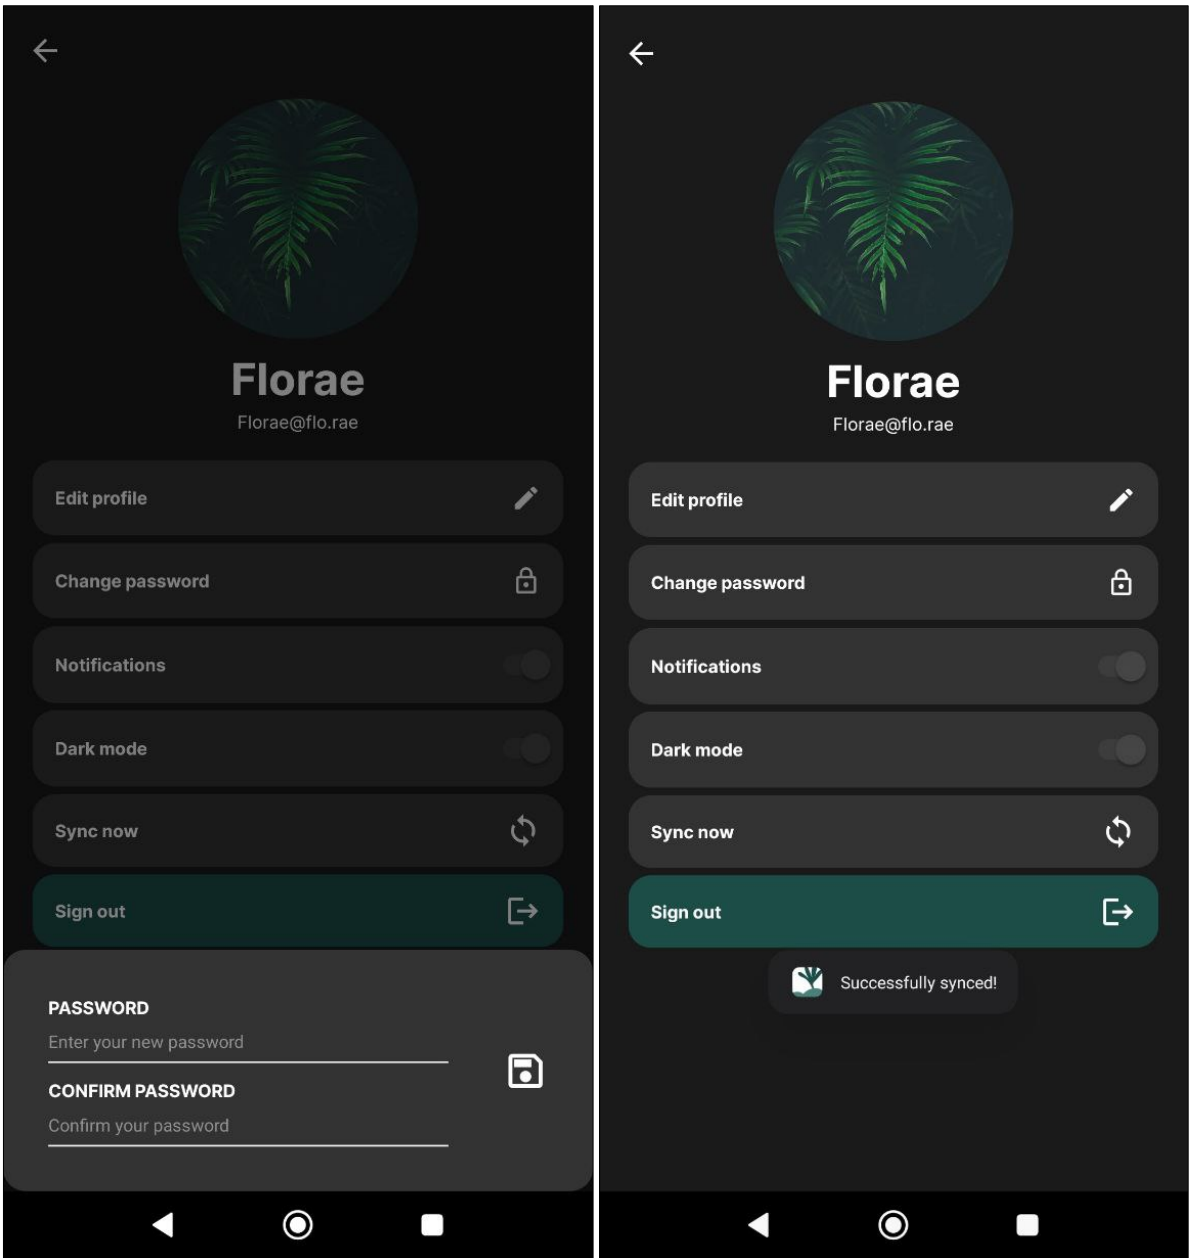 Florae
Florae@flo.rae
Edit profile
Change password
Notifications
Dark mode
Sync now
Sign out
PASSWORD
Enter your new password
CONFIRM PASSWORD
Confirm your password
Florae
Florae@flo.rae
Edit profile
Change password
Notifications
Dark mode
Sync now
Sign out
Successfully synced!